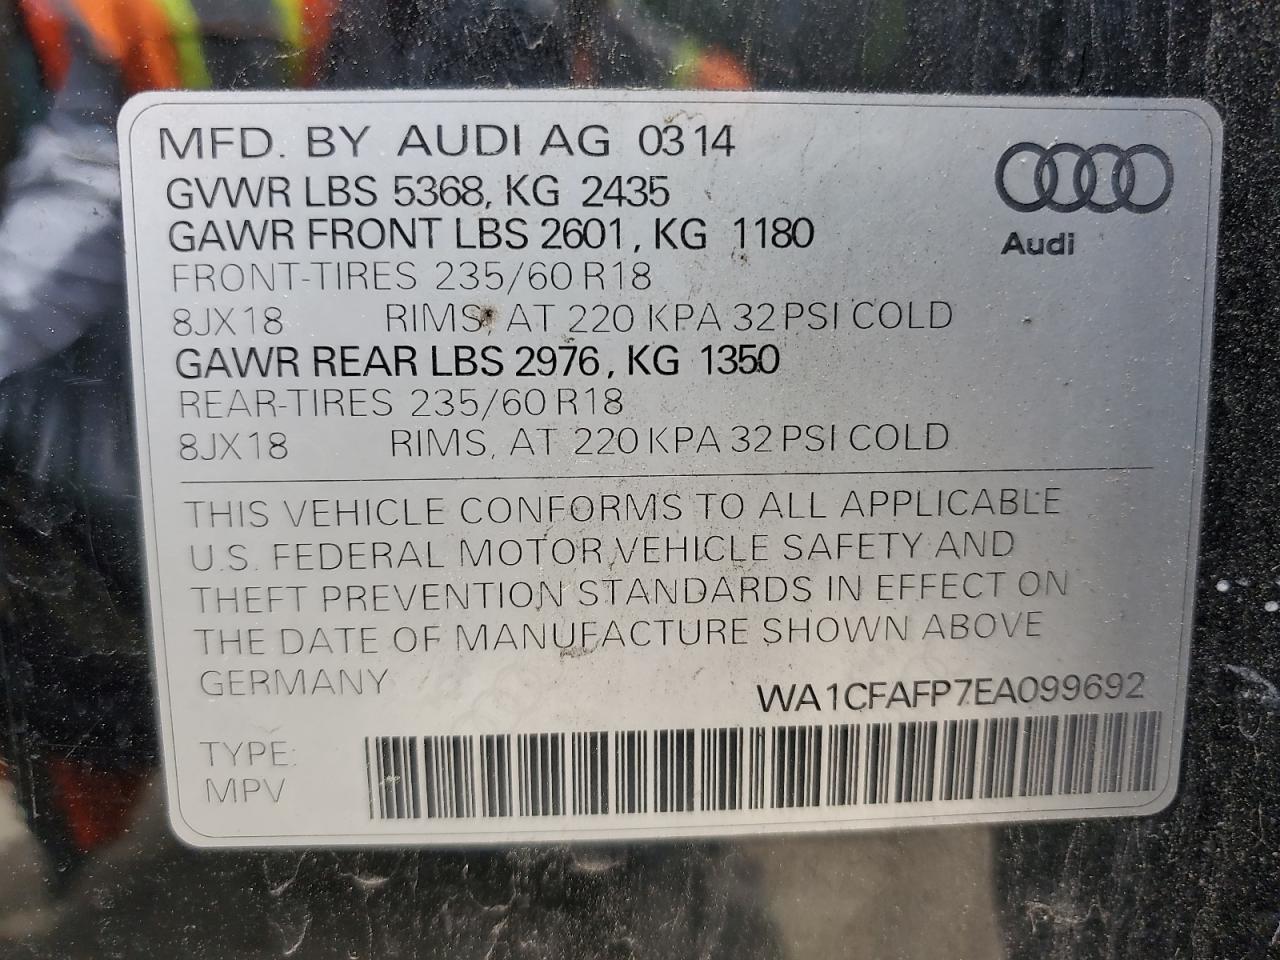 MFD. BY AUDI AG 03 14
GVWR LBS 5368, KG 2435
GAWR FRONT LBS 2601, KG 1180
FRONT-TIRES 235/60 R18
8JX18 RIMS, AT 220 KPA 32 PSI COLD
GAWR REAR LBS 2976, KG 1350
REAR-TIRES 235/60 R18
8JX18 RIMS, AT 220 KPA 32 PSI COLD
Audi
THIS VEHICLE CONFORMS TO ALL APPLICABLE
U.S. FEDERAL MOTOR VEHICLE SAFETY AND
THEFT PREVENTION STANDARDS IN EFFECT ON
THE DATE OF MANUFACTURE SHOWN ABOVE
GERMANY
WA1CFAFP7EA099692
TYPE:
MPV